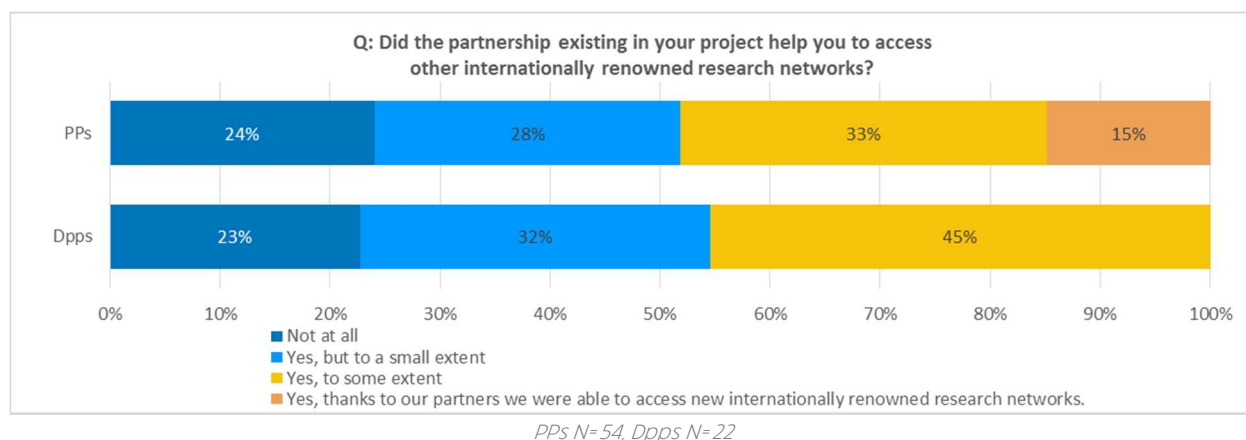 Q: Did the partnership existing in your project help you to access
other internationally renowned research networks?
PPs
24%
28%
33%
15%
Dpps
23%
32%
45%
0%
10%
20%
30%
40%
50%
60%
70%
80%
90%
100%
Not at all
Yes, but to a small extent
Yes, to some extent
Yes, thanks to our partners we were able to access new internationally renowned research networks.
PPs N=54, Dpps N=22